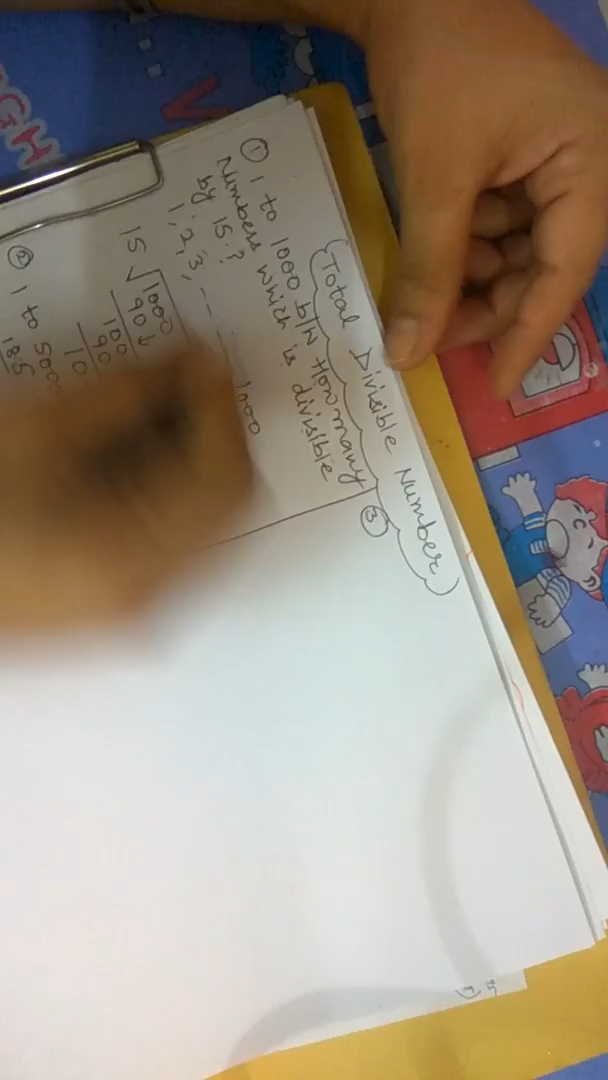 (Total Divisible Number)
① 1 to 1000 b/w How many
Numbers which is divisible
by 15.?
1, 2, 3, ------- 1000
15 √1000
90↓
100
90
10
② 1 to 500
③